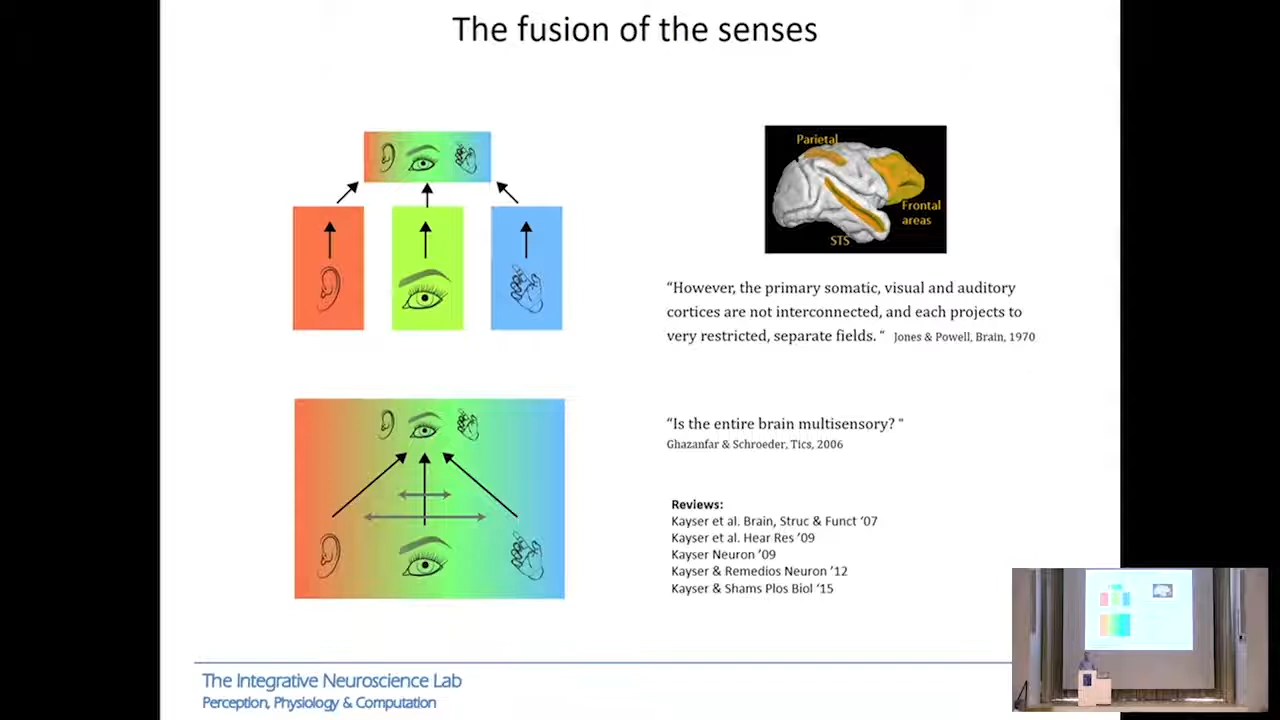 The fusion of the senses
Parietal
Frontal
areas
STS
“However, the primary somatic, visual and auditory
cortices are not interconnected, and each projects to
very restricted, separate fields. “ Jones & Powell, Brain, 1970
“Is the entire brain multisensory? “
Ghazanfar & Schroeder, Tics, 2006
Reviews:
Kayser et al. Brain, Struc & Funct ‘07
Kayser et al. Hear Res ’09
Kayser Neuron ’09
Kayser & Remedios Neuron ’12
Kayser & Shams Plos Biol ‘15
The Integrative Neuroscience Lab
Perception, Physiology & Computation